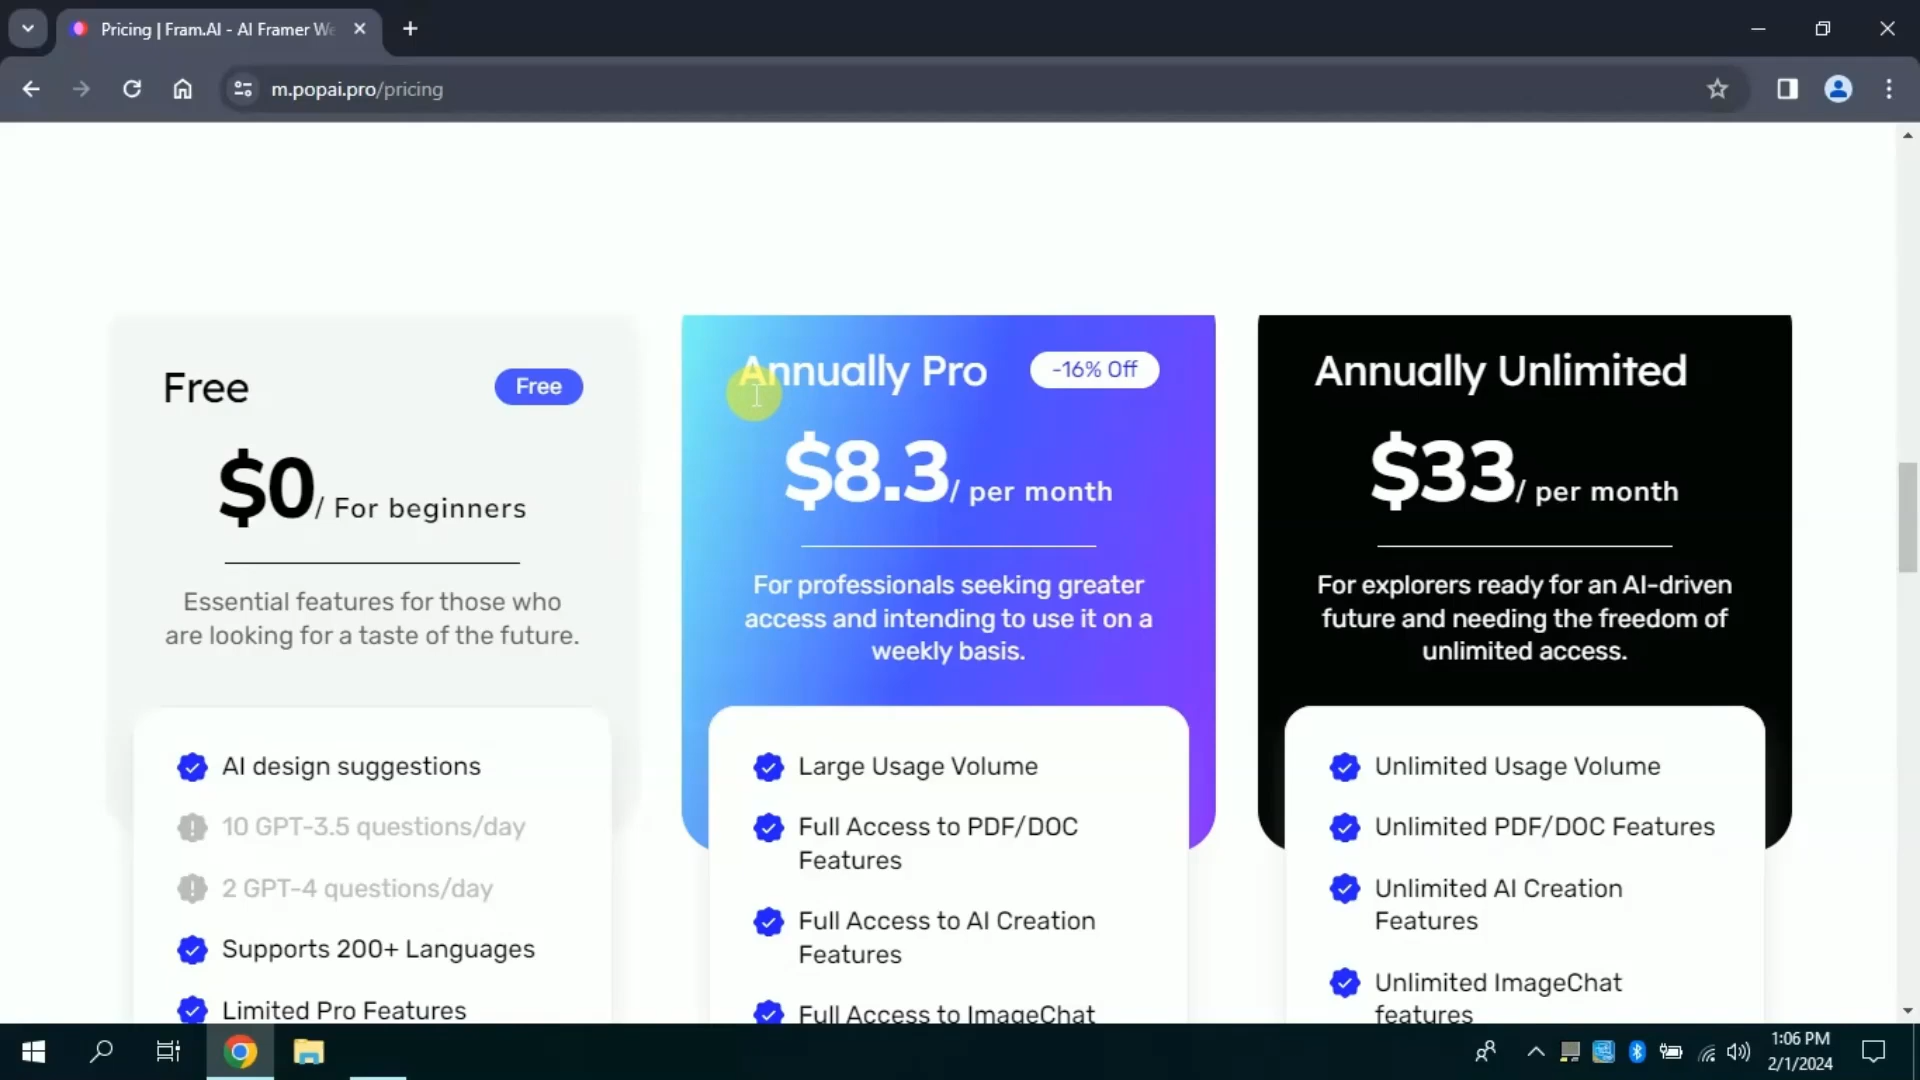 Pricing | Fram.AI - AI Framer We
m.popai.pro/pricing
Free
Free
$0/ For beginners
Essential features for those who
are looking for a taste of the future.
AI design suggestions
10 GPT-3.5 questions/day
2 GPT-4 questions/day
Supports 200+ Languages
Limited Pro Features
Annually Pro
-16% Off
$8.3/ per month
For professionals seeking greater
access and intending to use it on a
weekly basis.
Large Usage Volume
Full Access to PDF/DOC
Features
Full Access to AI Creation
Features
Full Access to ImageChat
Annually Unlimited
$33/ per month
For explorers ready for an AI-driven
future and needing the freedom of
unlimited access.
Unlimited Usage Volume
Unlimited PDF/DOC Features
Unlimited AI Creation
Features
Unlimited ImageChat
features
1:06 PM
2/1/2024